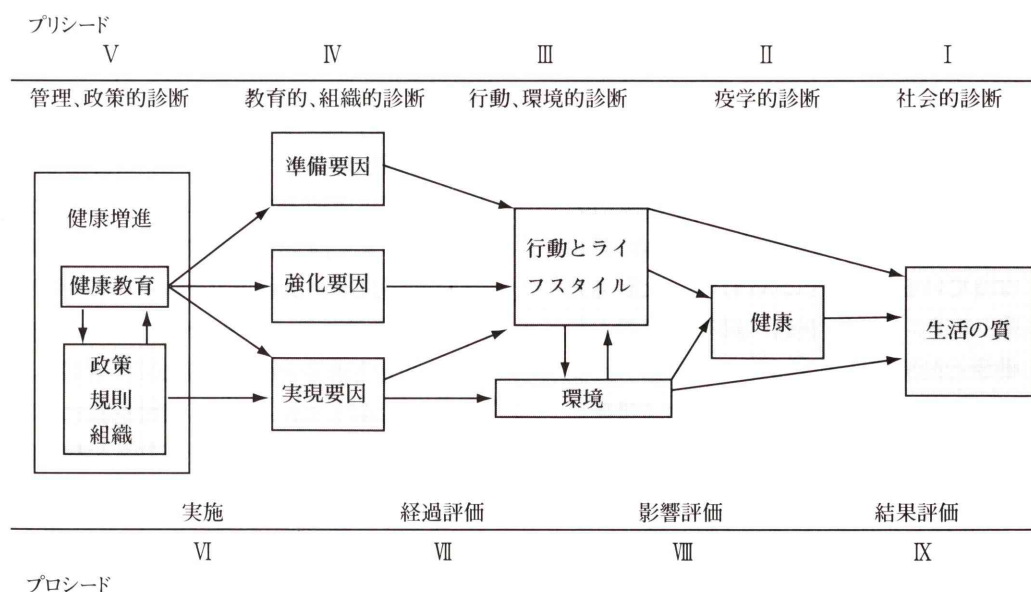 プリシード
Ⅴ Ⅳ Ⅲ Ⅱ Ⅰ
管理、政策的診断 教育的、組織的診断 行動、環境的診断 疫学的診断 社会的診断
準備要因
健康増進
行動とライ
フスタイル
健康教育
強化要因
健康
生活の質
政策
規則
組織
実現要因
環境
実施 経過評価 影響評価 結果評価
Ⅵ Ⅶ Ⅷ Ⅸ
プロシード